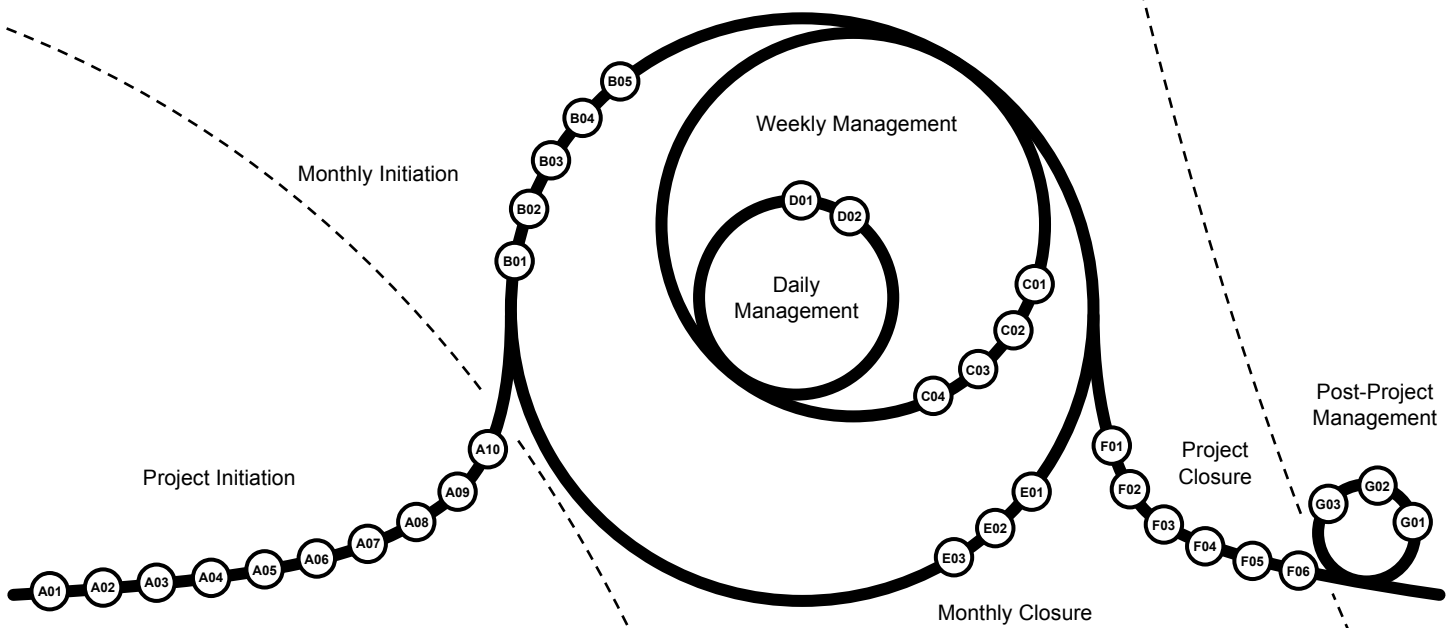 Monthly Initiation
Weekly Management
Daily
Management
Project Initiation
Monthly Closure
Project
Closure
Post-Project
Management
A01
A02
A03
A04
A05
A06
A07
A08
A09
A10
B01
B02
B03
B04
B05
C01
C02
C03
C04
D01
D02
E01
E02
E03
F01
F02
F03
F04
F05
F06
G01
G02
G03